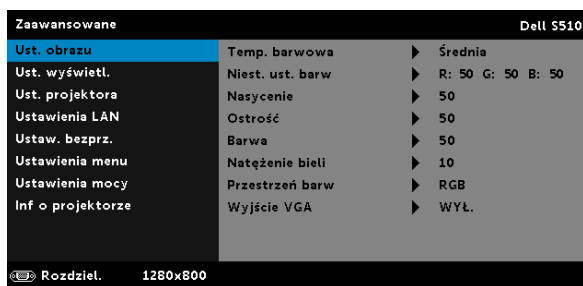 Zaawansowane Dell S510
Ust. obrazu Temp. barwowa Średnia
Ust. wyświetl. Niest. ust. barw R: 50 G: 50 B: 50
Ust. projektora Nasycenie 50
Ustawienia LAN Ostrość 50
Ustaw. bezprz. Barwa 50
Ustawienia menu Natężenie bieli 10
Ustawienia mocy Przestrzeń barw RGB
Inf o projektorze Wyjście VGA WYŁ.
Rozdziel. 1280x800